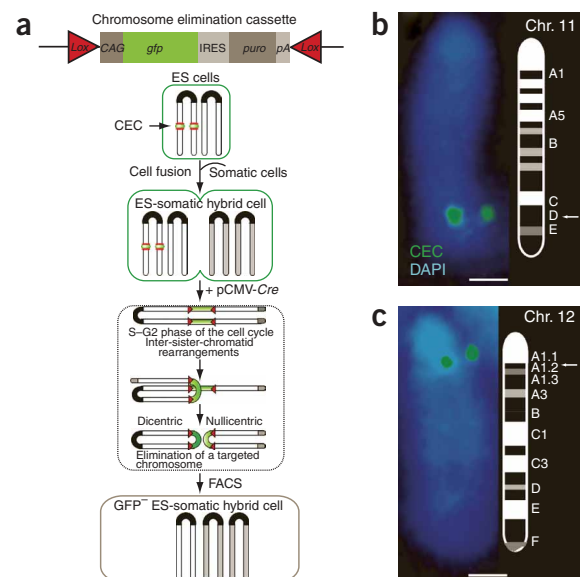 a
Chromosome elimination cassette
Lox CAG gfp IRES puro pA Lox
ES cells
CEC
Cell fusion Somatic cells
ES-somatic hybrid cell
+ pCMV-Cre
S–G2 phase of the cell cycle
Inter-sister-chromatid
rearrangements
Dicentric Nullicentric
Elimination of a targeted
chromosome
FACS
GFP– ES-somatic hybrid cell
b
Chr. 11
A1
A5
B
C
D
E
CEC
DAPI
c
Chr. 12
A1.1
A1.2
A1.3
A3
B
C1
C3
D
E
F